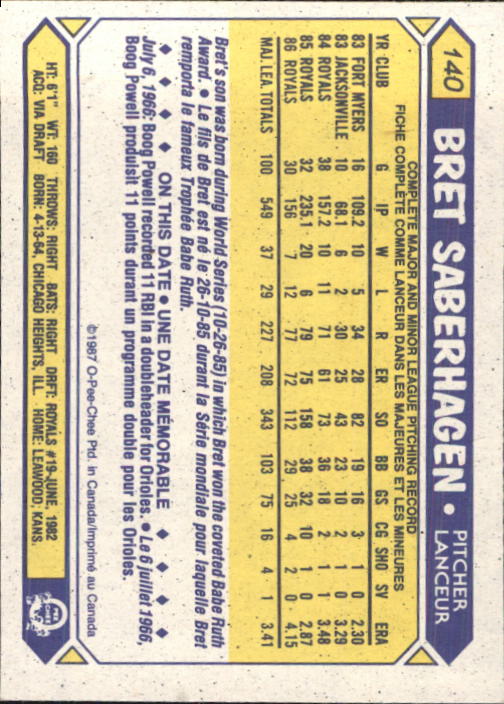 140
BRET SABERHAGEN • PITCHER
LANCEUR
COMPLETE MAJOR AND MINOR LEAGUE PITCHING RECORD
FICHE COMPLÈTE COMME LANCEUR DANS LES MAJEURES ET LES MINEURES
YR CLUB G IP W L R ER SO BB GS CG SHO SV ERA
83 FORT MYERS 16 109.2 10 5 34 28 82 19 16 3 1 0 2.30
83 JACKSONVILLE 10 68.1 6 2 30 25 43 23 10 2 1 0 3.29
84 ROYALS 38 157.2 10 11 71 61 73 36 18 2 1 1 3.48
85 ROYALS 32 235.1 20 6 79 75 158 38 32 10 1 0 2.87
86 ROYALS 30 156 7 12 77 72 112 29 25 4 2 0 4.15
MAJ. LEA. TOTALS 100 549 37 29 227 208 343 103 75 16 4 1 3.41
Bret's son was born during World Series (10-26-85) in which Bret won the coveted Babe Ruth
Award. • Le fils de Bret est né le 26-10-85 durant la Série mondiale pour laquelle Bret
remporta le fameux Trophée Babe Ruth.
♦ ♦ ♦ ♦ ON THIS DATE • UNE DATE MÉMORABLE ♦ ♦ ♦ ♦
July 6, 1966: Boog Powell recorded 11 RBI in a doubleheader for Orioles. • Le 6 juillet 1966,
Boog Powell produisit 11 points durant un programme double pour les Orioles.
©1987 O-Pee-Chee Ptd. in Canada/Imprimé au Canada
HT: 6'1" WT: 160 THROWS: RIGHT BATS: RIGHT DRFT: ROYALS #19-JUNE, 1982
ACQ: VIA DRAFT BORN: 4-13-64, CHICAGO HEIGHTS, ILL. HOME: LEAWOOD, KANS.